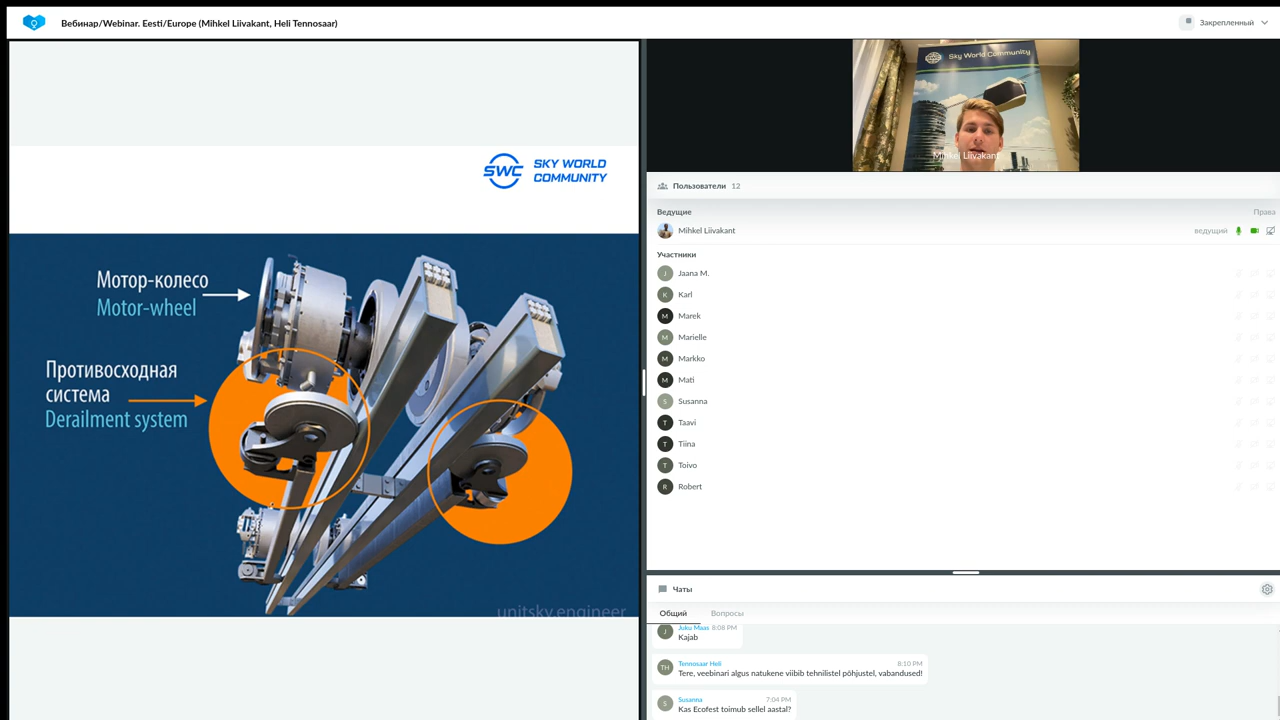 Вебинар/Webinar. Eesti/Europe (Mihkel Liivakant, Heli Tennosaar)
Закрепленный
SWC SKY WORLD
COMMUNITY
Мотор-колесо
Motor-wheel
Противосходная
система
Derailment system
unitsky.engineer
Sky World Community
Mihkel Liivakant
Пользователи 12
Ведущие Права
Mihkel Liivakant ведущий
Участники
J Jaana M.
K Karl
M Marek
M Marielle
M Markko
M Mati
S Susanna
T Taavi
T Tiina
T Toivo
R Robert
Чаты
Общий Вопросы
J Juku Maas 8:08 PM
Kajab
TH Tennosaar Heli 8:10 PM
Tere, veebinari algus natukene viibib tehnilistel põhjustel, vabandused!
S Susanna 7:04 PM
Kas Ecofest toimub sellel aastal?